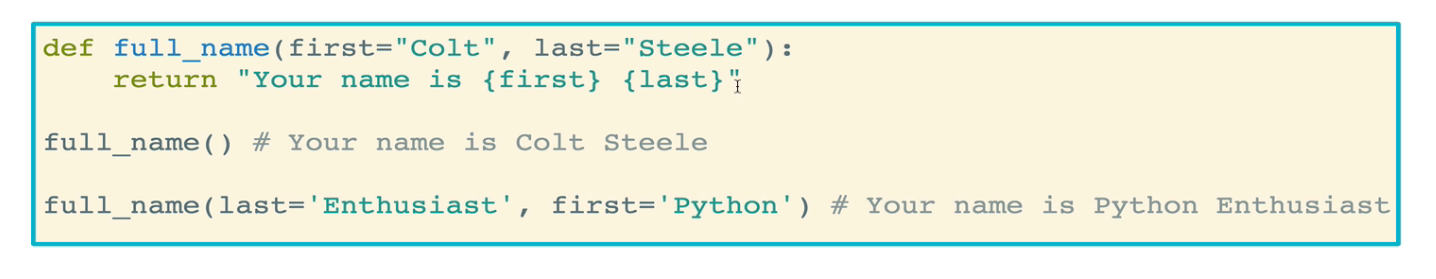 def full_name(first="Colt", last="Steele"):
    return "Your name is {first} {last}"
full_name() # Your name is Colt Steele
full_name(last='Enthusiast', first='Python') # Your name is Python Enthusiast